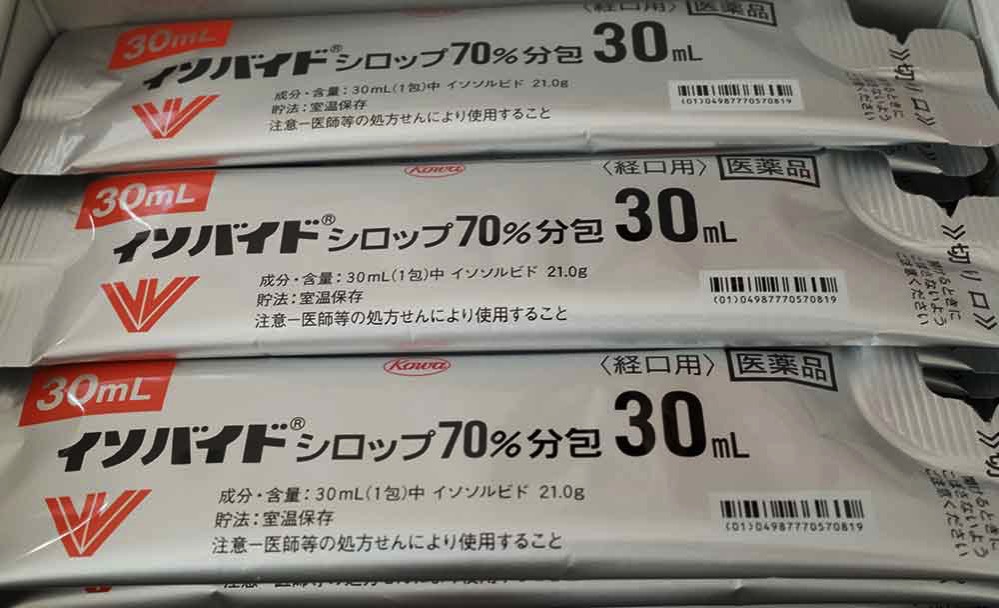 30mL
イソバイド®シロップ70%分包 30mL
医薬品
成分・含量：30mL(1包)中 イソソルビド 21.0g
貯法：室温保存
注意−医師等の処方せんにより使用すること
(01)04987770570819
》切り口》
30mL
Kowa
〈経口用〉 医薬品
イソバイド®シロップ70%分包 30mL
成分・含量：30mL(1包)中 イソソルビド 21.0g
貯法：室温保存
注意−医師等の処方せんにより使用すること
(01)04987770570819
》切り口》
30mL
Kowa
〈経口用〉 医薬品
イソバイド®シロップ70%分包 30mL
成分・含量：30mL(1包)中 イソソルビド 21.0g
貯法：室温保存
注意−医師等の処方せんにより使用すること
(01)04987770570819
》切